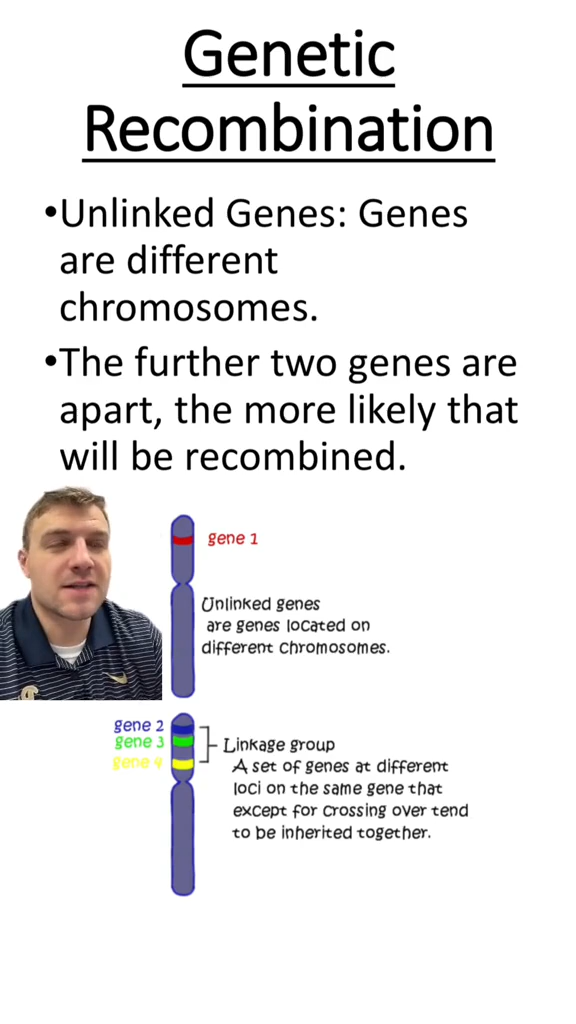 Genetic
Recombination
•Unlinked Genes: Genes
are different
chromosomes.
•The further two genes are
apart, the more likely that
will be recombined.
gene 1
Unlinked genes
are genes located on
different chromosomes.
gene 2
gene 3
gene 4
Linkage group
A set of genes at different
loci on the same gene that
except for crossing over tend
to be inherited together.